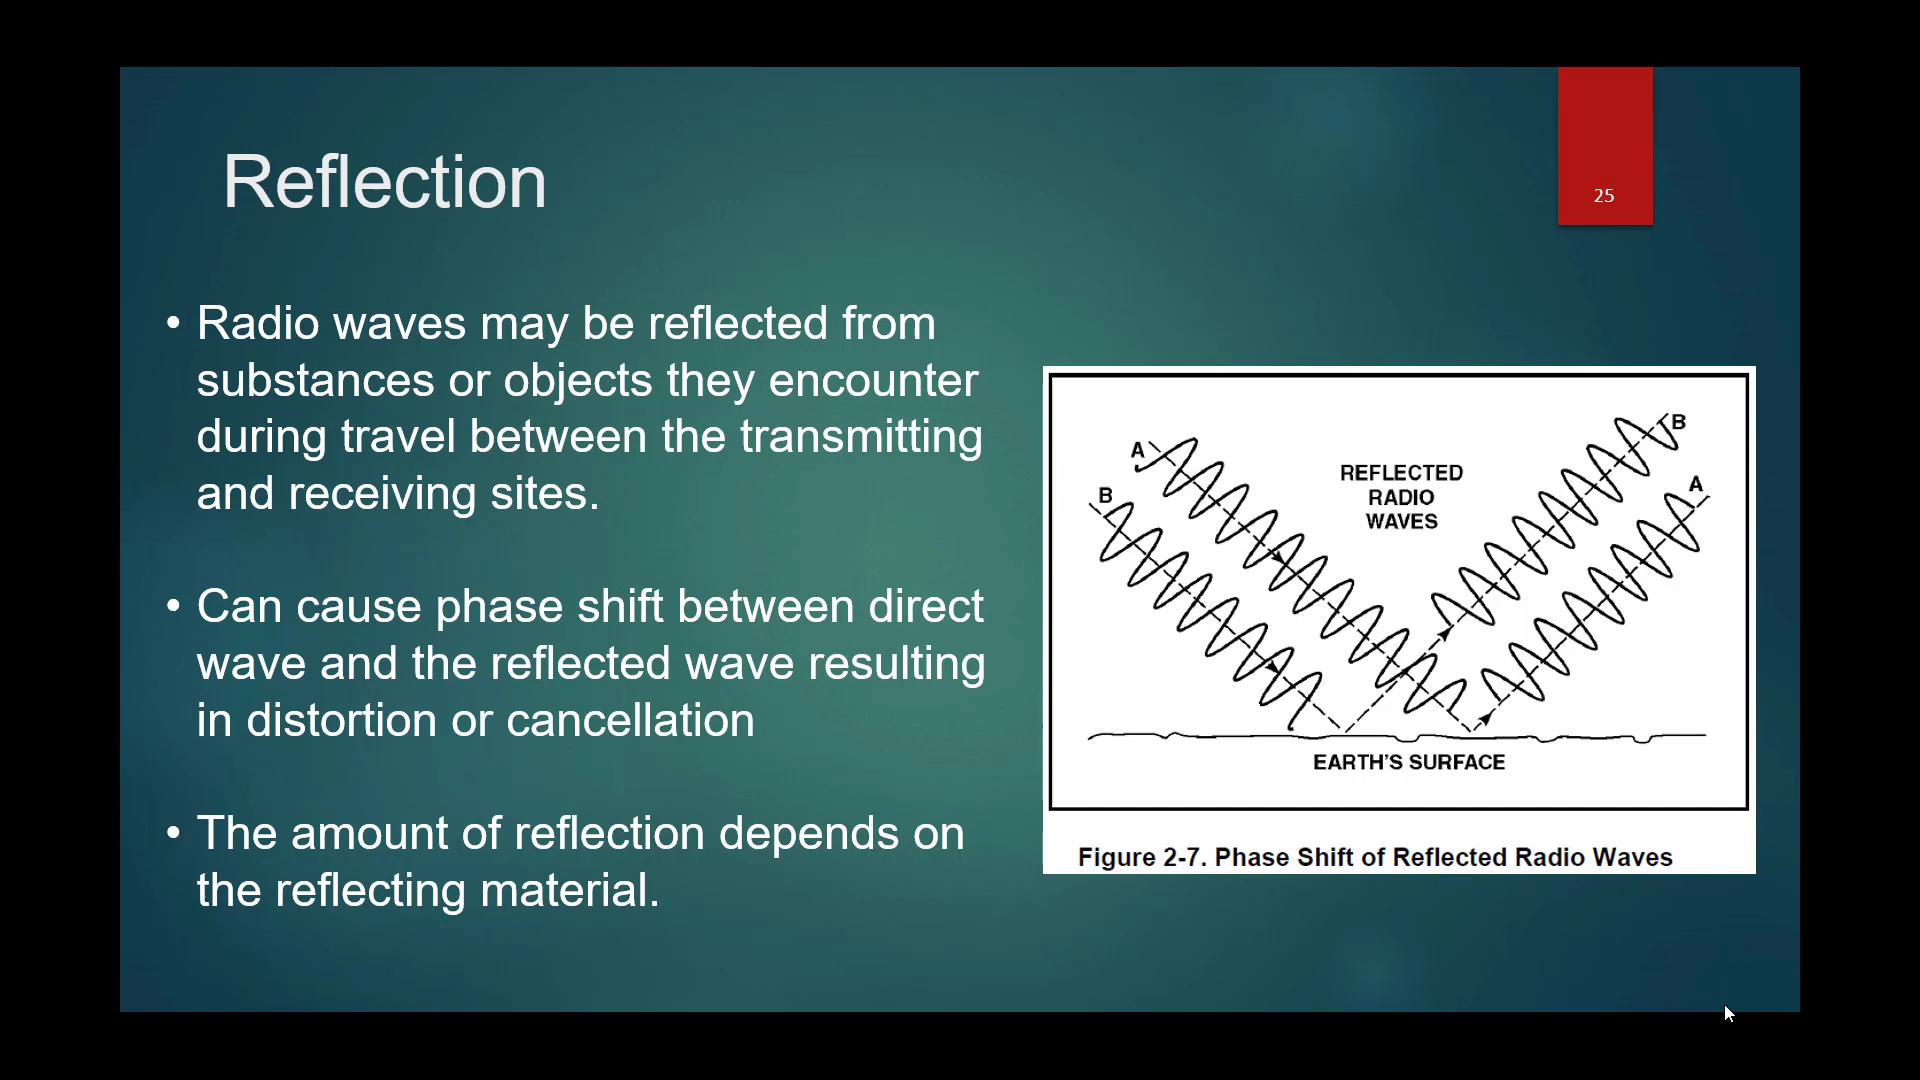 Reflection
25
• Radio waves may be reflected from
substances or objects they encounter
during travel between the transmitting
and receiving sites.
• Can cause phase shift between direct
wave and the reflected wave resulting
in distortion or cancellation
• The amount of reflection depends on
the reflecting material.
A
B
REFLECTED
RADIO
WAVES
B
A
EARTH'S SURFACE
Figure 2-7. Phase Shift of Reflected Radio Waves